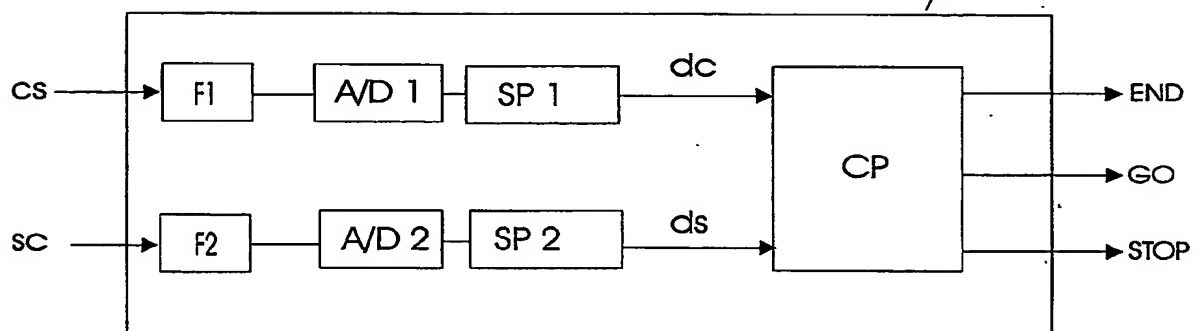 CS F1 A/D 1 SP 1 dc CP END
GO
SC F2 A/D 2 SP 2 ds STOP